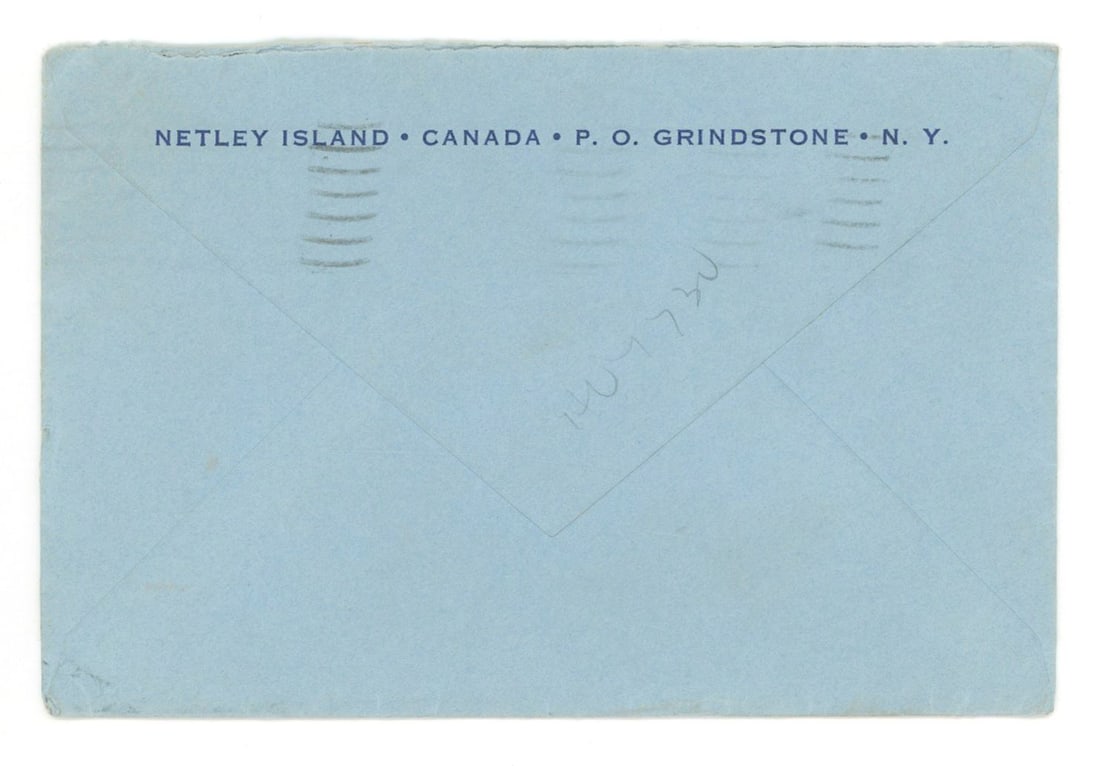 NETLEY ISLAND • CANADA • P. O. GRINDSTONE • N. Y.